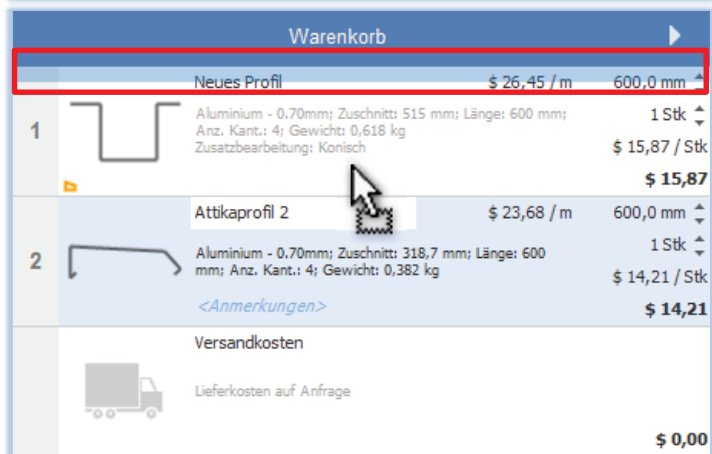 Warenkorb
Neues Profil $ 26,45 / m 600,0 mm
1 Aluminium - 0.70mm; Zuschnitt: 515 mm; Länge: 600 mm; 1 Stk
Anz. Kant.: 4; Gewicht: 0,618 kg
Zusatzbearbeitung: Konisch $ 15,87 / Stk
$ 15,87
Attikaprofil 2 $ 23,68 / m 600,0 mm
2 Aluminium - 0.70mm; Zuschnitt: 318,7 mm; Länge: 600 1 Stk
mm; Anz. Kant.: 4; Gewicht: 0,382 kg $ 14,21 / Stk
<Anmerkungen> $ 14,21
Versandkosten
Lieferkosten auf Anfrage
$ 0,00